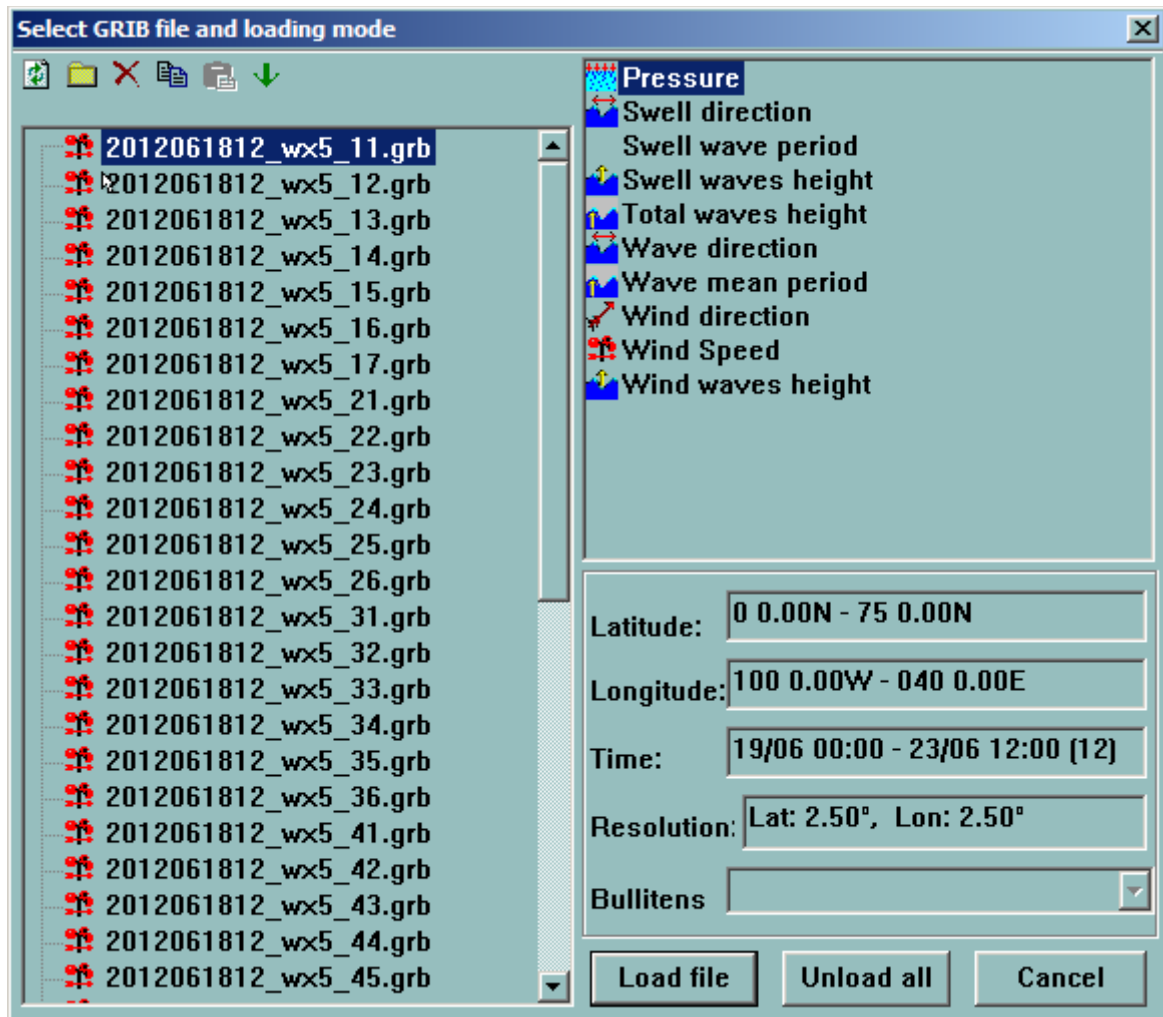 Select GRIB file and loading mode
2012061812_wx5_11.grb
2012061812_wx5_12.grb
2012061812_wx5_13.grb
2012061812_wx5_14.grb
2012061812_wx5_15.grb
2012061812_wx5_16.grb
2012061812_wx5_17.grb
2012061812_wx5_21.grb
2012061812_wx5_22.grb
2012061812_wx5_23.grb
2012061812_wx5_24.grb
2012061812_wx5_25.grb
2012061812_wx5_26.grb
2012061812_wx5_31.grb
2012061812_wx5_32.grb
2012061812_wx5_33.grb
2012061812_wx5_34.grb
2012061812_wx5_35.grb
2012061812_wx5_36.grb
2012061812_wx5_41.grb
2012061812_wx5_42.grb
2012061812_wx5_43.grb
2012061812_wx5_44.grb
2012061812_wx5_45.grb
Pressure
Swell direction
Swell wave period
Swell waves height
Total waves height
Wave direction
Wave mean period
Wind direction
Wind Speed
Wind waves height
Latitude: 0 0.00N - 75 0.00N
Longitude: 100 0.00W - 040 0.00E
Time: 19/06 00:00 - 23/06 12:00 (12)
Resolution: Lat: 2.50°, Lon: 2.50°
Bullitens
Load file Unload all Cancel